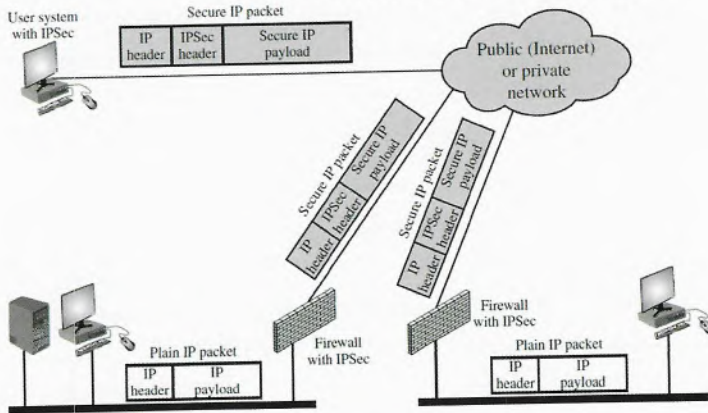 Secure IP packet
User system
with IPSec
IP
header
IPSec
header
Secure IP
payload
Public (Internet)
or private
network
Secure IP packet
IP
header
IPSec
header
Secure IP
payload
Secure IP packet
IP
header
IPSec
header
Secure IP
payload
Firewall
with IPSec
Firewall
with IPSec
Plain IP packet
IP
header
IP
payload
Plain IP packet
IP
header
IP
payload